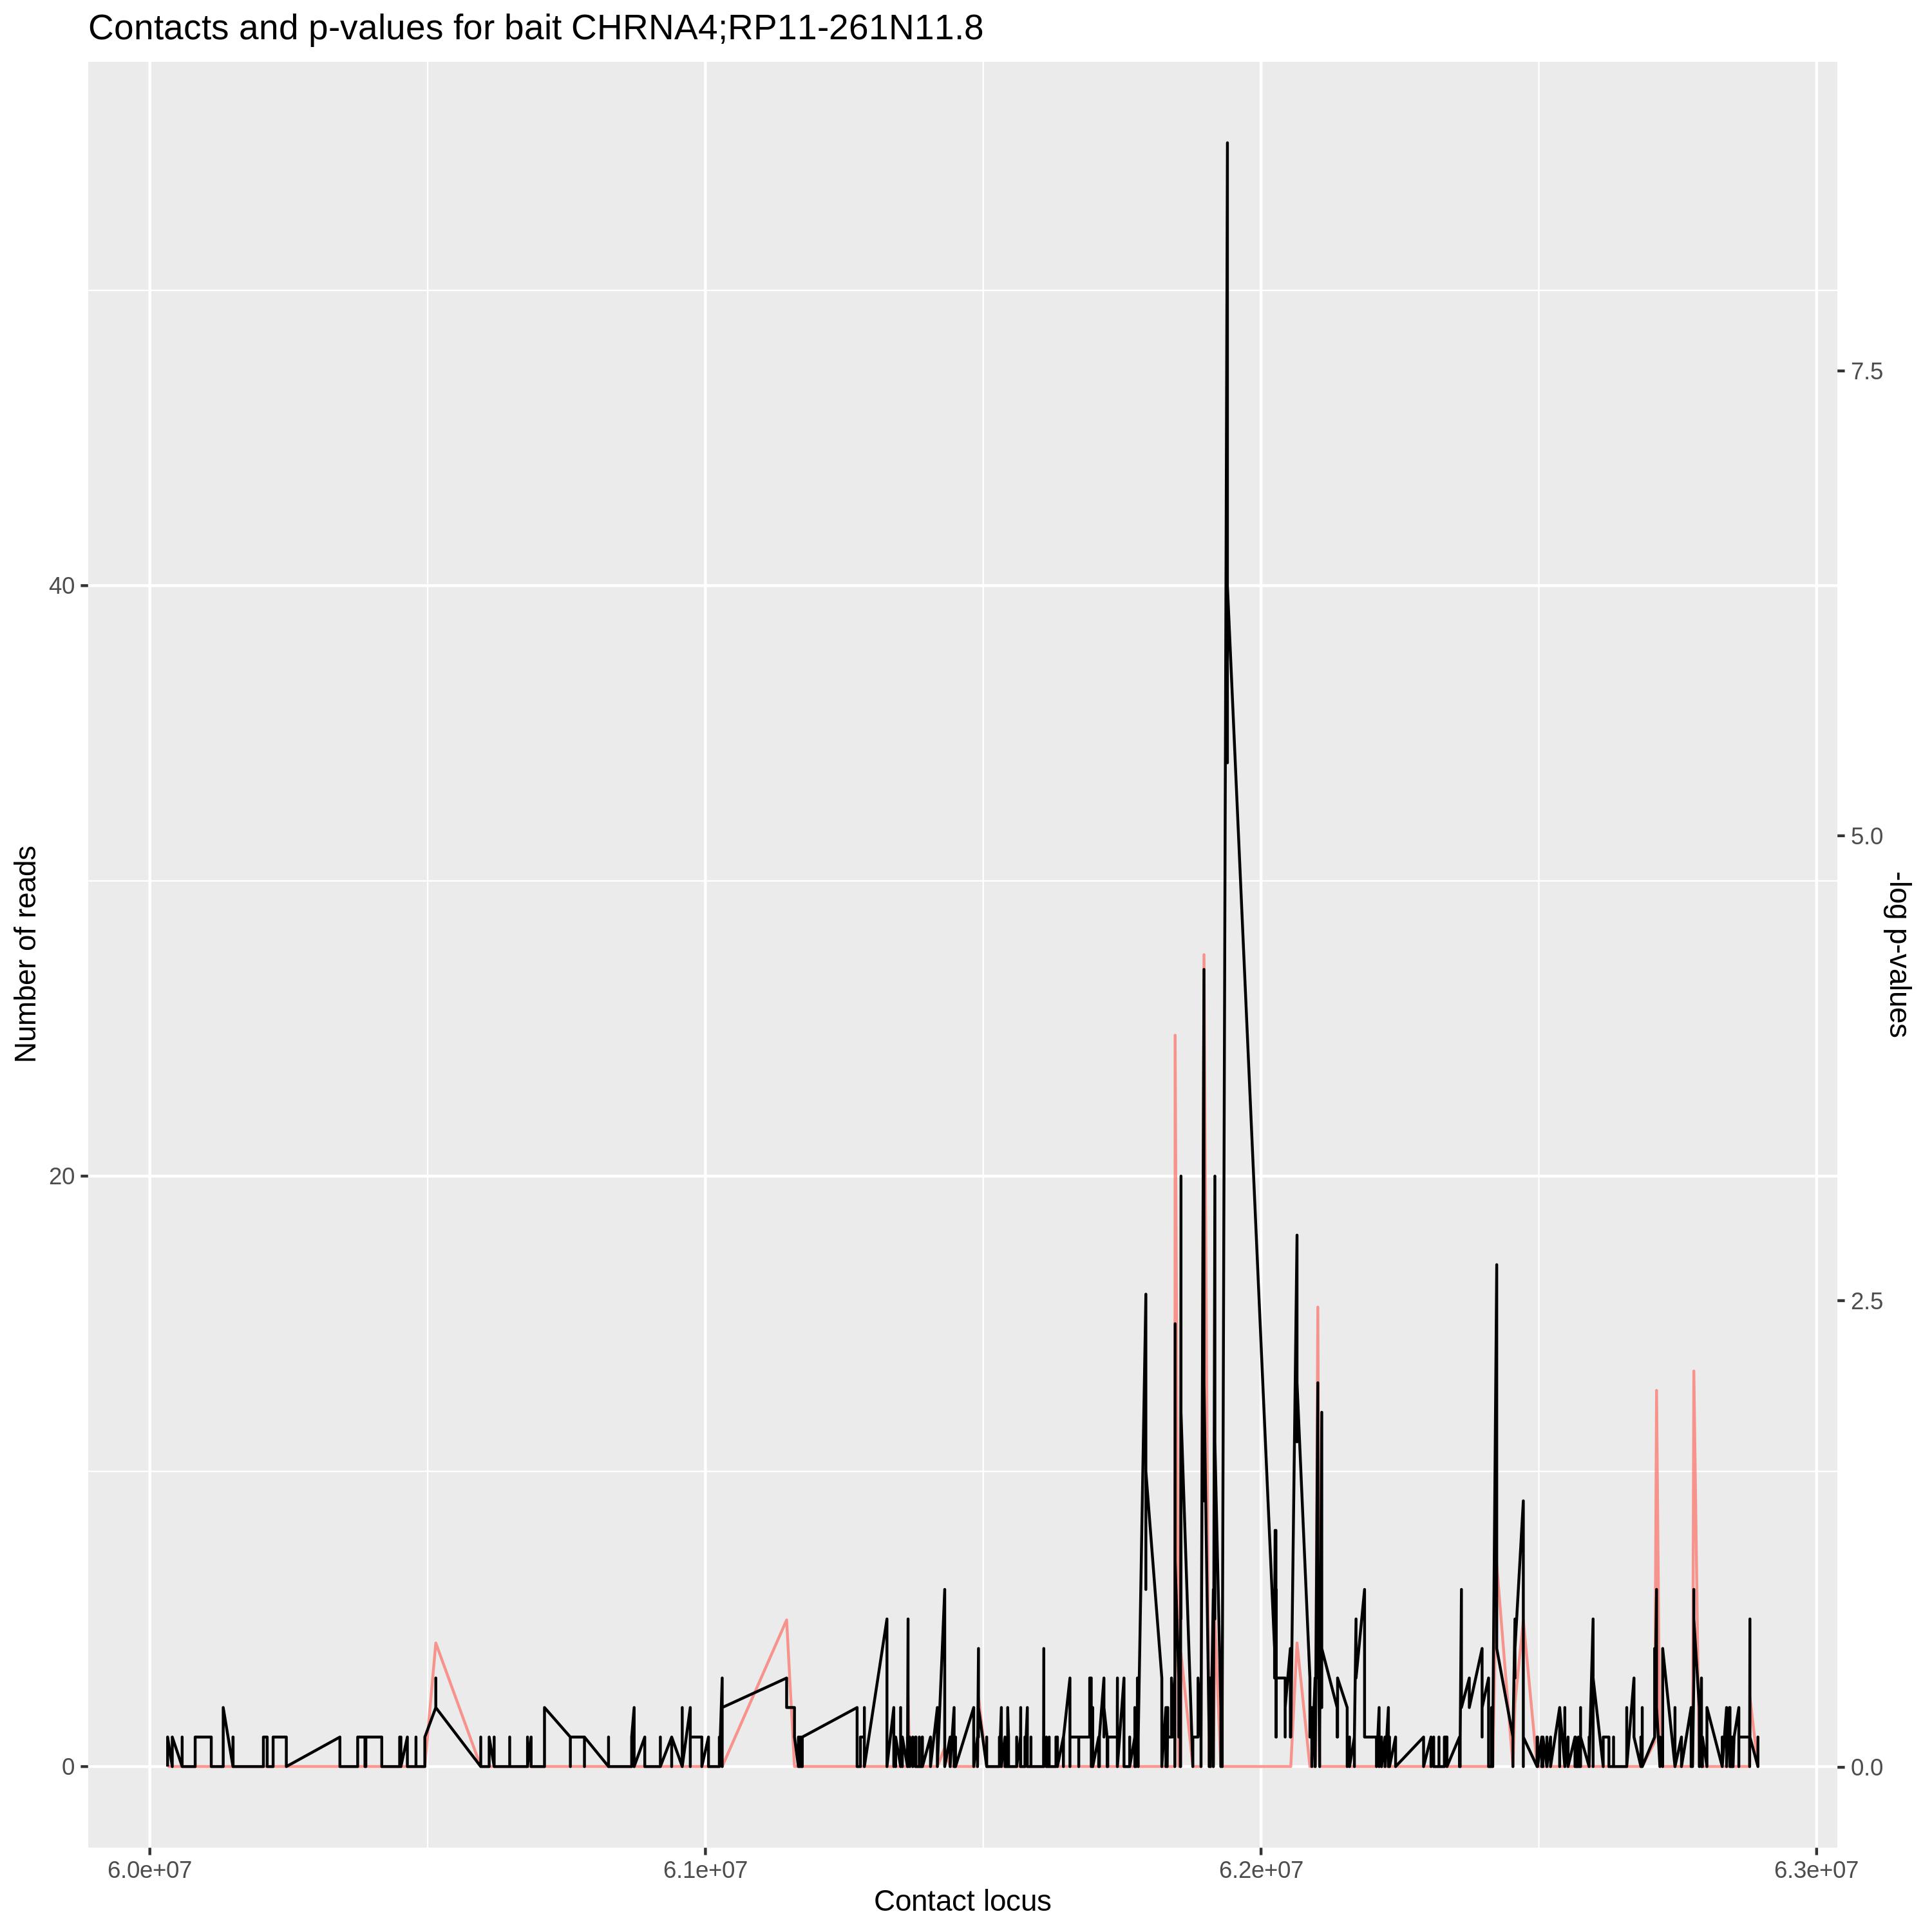 Contacts and p-values for bait CHRNA4;RP11-261N11.8
Number of reads
40
20
0
7.5
5.0
2.5
0.0
-log p-values
6.0e+07
6.1e+07
6.2e+07
6.3e+07
Contact locus